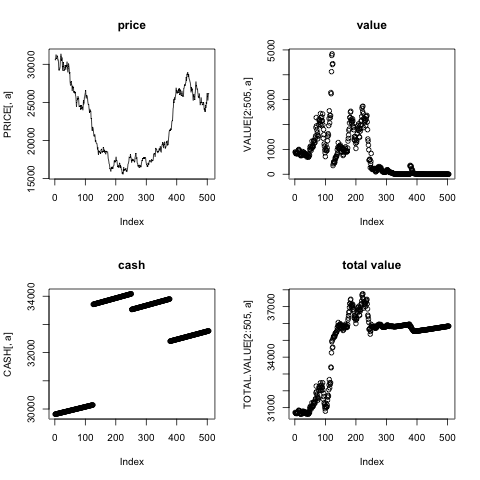 price
PRICE[, a]
15000 20000 25000 30000
0 100 200 300 400 500
Index
value
VALUE[2:505, a]
0 1000 3000 5000
0 100 200 300 400 500
Index
cash
CASH[, a]
30000 32000 34000
0 100 200 300 400 500
Index
total value
TOTAL.VALUE[2:505, a]
31000 34000 37000
0 100 200 300 400 500
Index